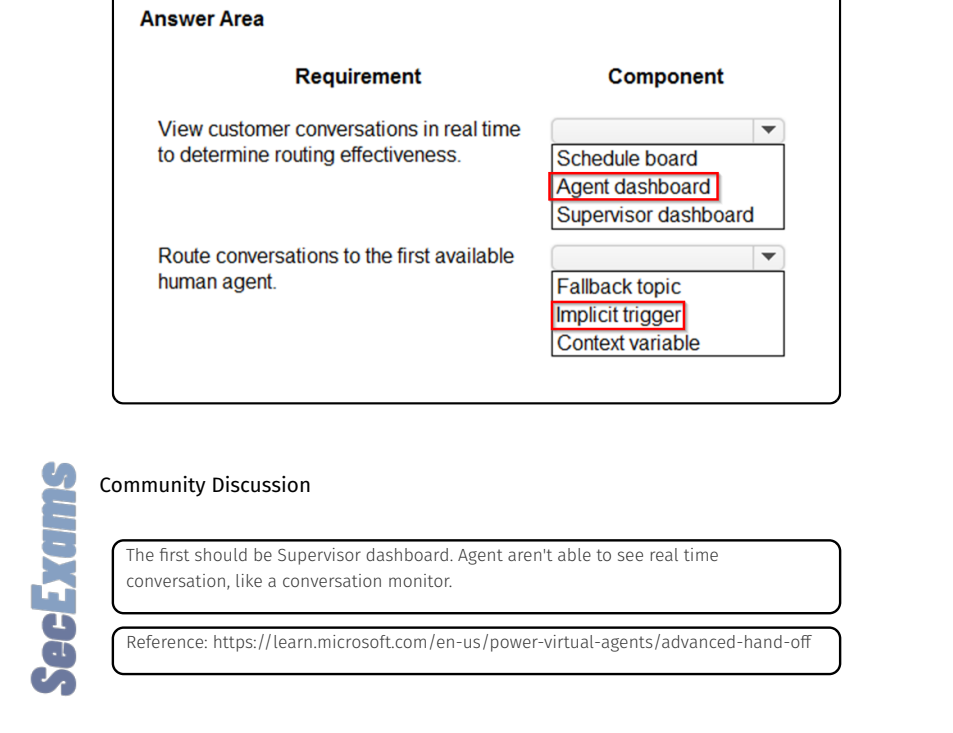 Answer Area
Requirement Component
View customer conversations in real time
to determine routing effectiveness.
Schedule board
Agent dashboard
Supervisor dashboard
Route conversations to the first available
human agent.
Fallback topic
Implicit trigger
Context variable
SecExams
Community Discussion
The first should be Supervisor dashboard. Agent aren't able to see real time
conversation, like a conversation monitor.
Reference: https://learn.microsoft.com/en-us/power-virtual-agents/advanced-hand-off